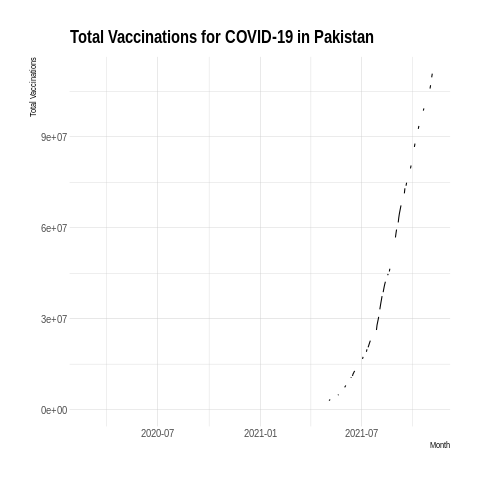 Total Vaccinations for COVID-19 in Pakistan
Total Vaccinations
9e+07
6e+07
3e+07
0e+00
2020-07 2021-01 2021-07
Month